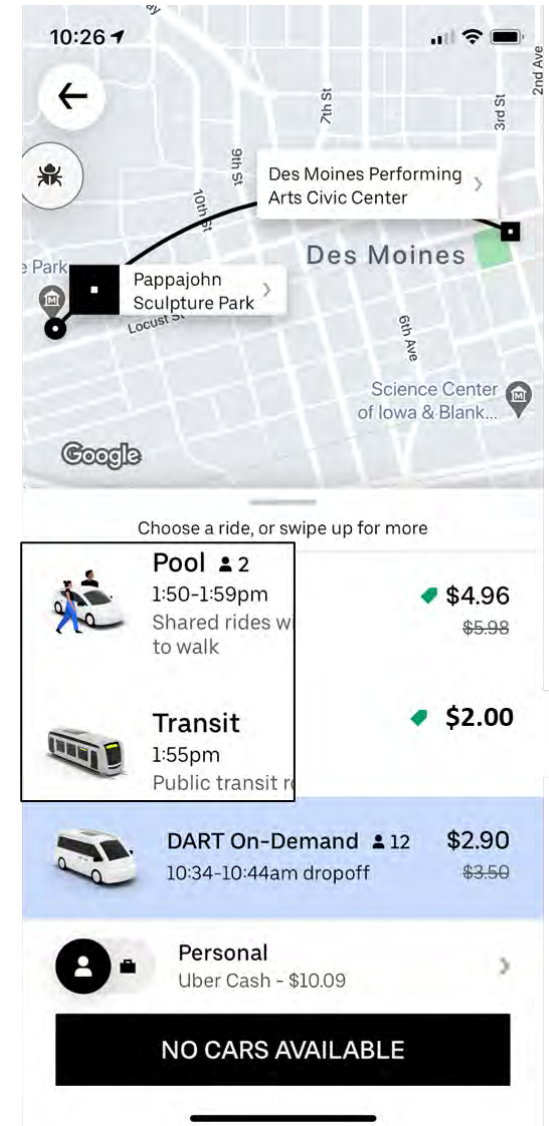 10:26
ay
2nd Ave
7th St
3rd St
9th St
10th St
Des Moines Performing
Arts Civic Center
Des Moines
e Park
Pappajohn
Sculpture Park
Locust St
6th Ave
Science Center
of Iowa & Blank...
Google
Choose a ride, or swipe up for more
Pool 2
1:50-1:59pm
$4.96
Shared rides w
$5.98
to walk
Transit
$2.00
1:55pm
Public transit r
DART On-Demand 12 $2.90
10:34-10:44am dropoff $3.50
Personal
Uber Cash - $10.09
NO CARS AVAILABLE